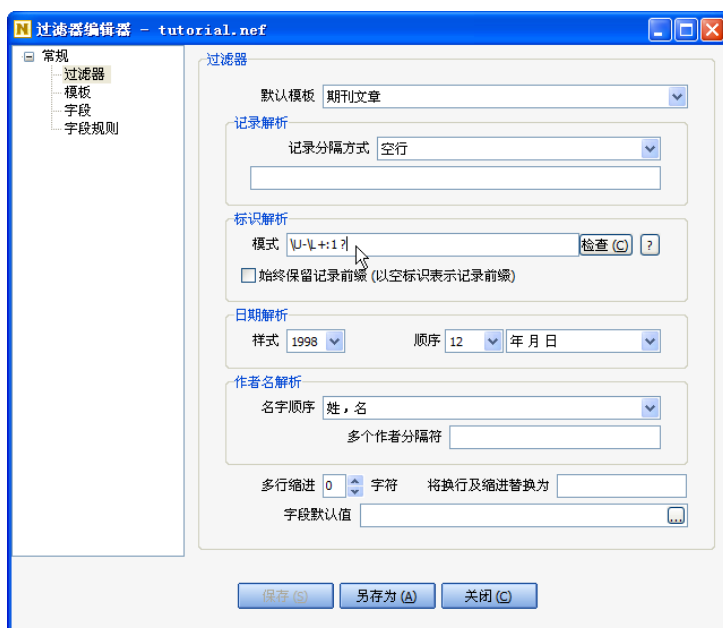 N 过滤器编辑器 - tutorial.nef
常规
过滤器
模板
字段
字段规则
过滤器
默认模板 期刊文章
记录解析
记录分隔方式 空行
标识解析
模式 \U-\L+:1 ? 检查 (C) ?
始终保留记录前缀 (以空标识表示记录前缀)
日期解析
样式 1998 顺序 12 年 月 日
作者名解析
名字顺序 姓，名
多个作者分隔符
多行缩进 0 字符 将换行及缩进替换为
字段默认值 ...
保存 (S) 另存为 (A) 关闭 (C)